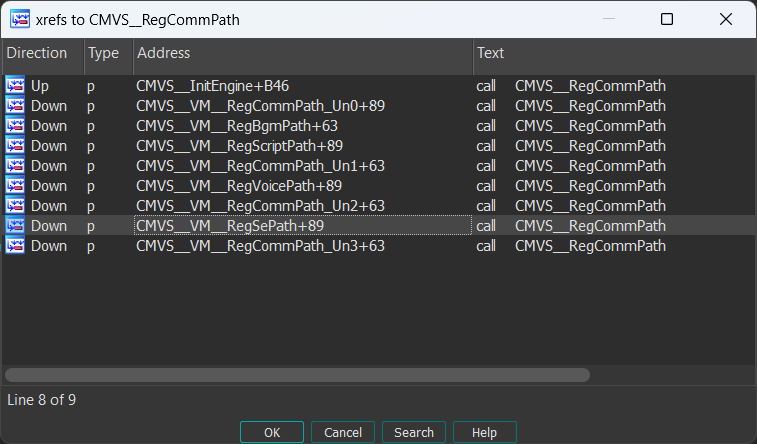 xrefs to CMVS__RegCommPath
Direction Type Address Text
Up p CMVS__InitEngine+B46 call CMVS__RegCommPath
Down p CMVS__VM__RegCommPath_Un0+89 call CMVS__RegCommPath
Down p CMVS__VM__RegBgmPath+63 call CMVS__RegCommPath
Down p CMVS__VM__RegScriptPath+89 call CMVS__RegCommPath
Down p CMVS__VM__RegCommPath_Un1+63 call CMVS__RegCommPath
Down p CMVS__VM__RegVoicePath+89 call CMVS__RegCommPath
Down p CMVS__VM__RegCommPath_Un2+63 call CMVS__RegCommPath
Down p CMVS__VM__RegSePath+89 call CMVS__RegCommPath
Down p CMVS__VM__RegCommPath_Un3+63 call CMVS__RegCommPath
Line 8 of 9
OK Cancel Search Help